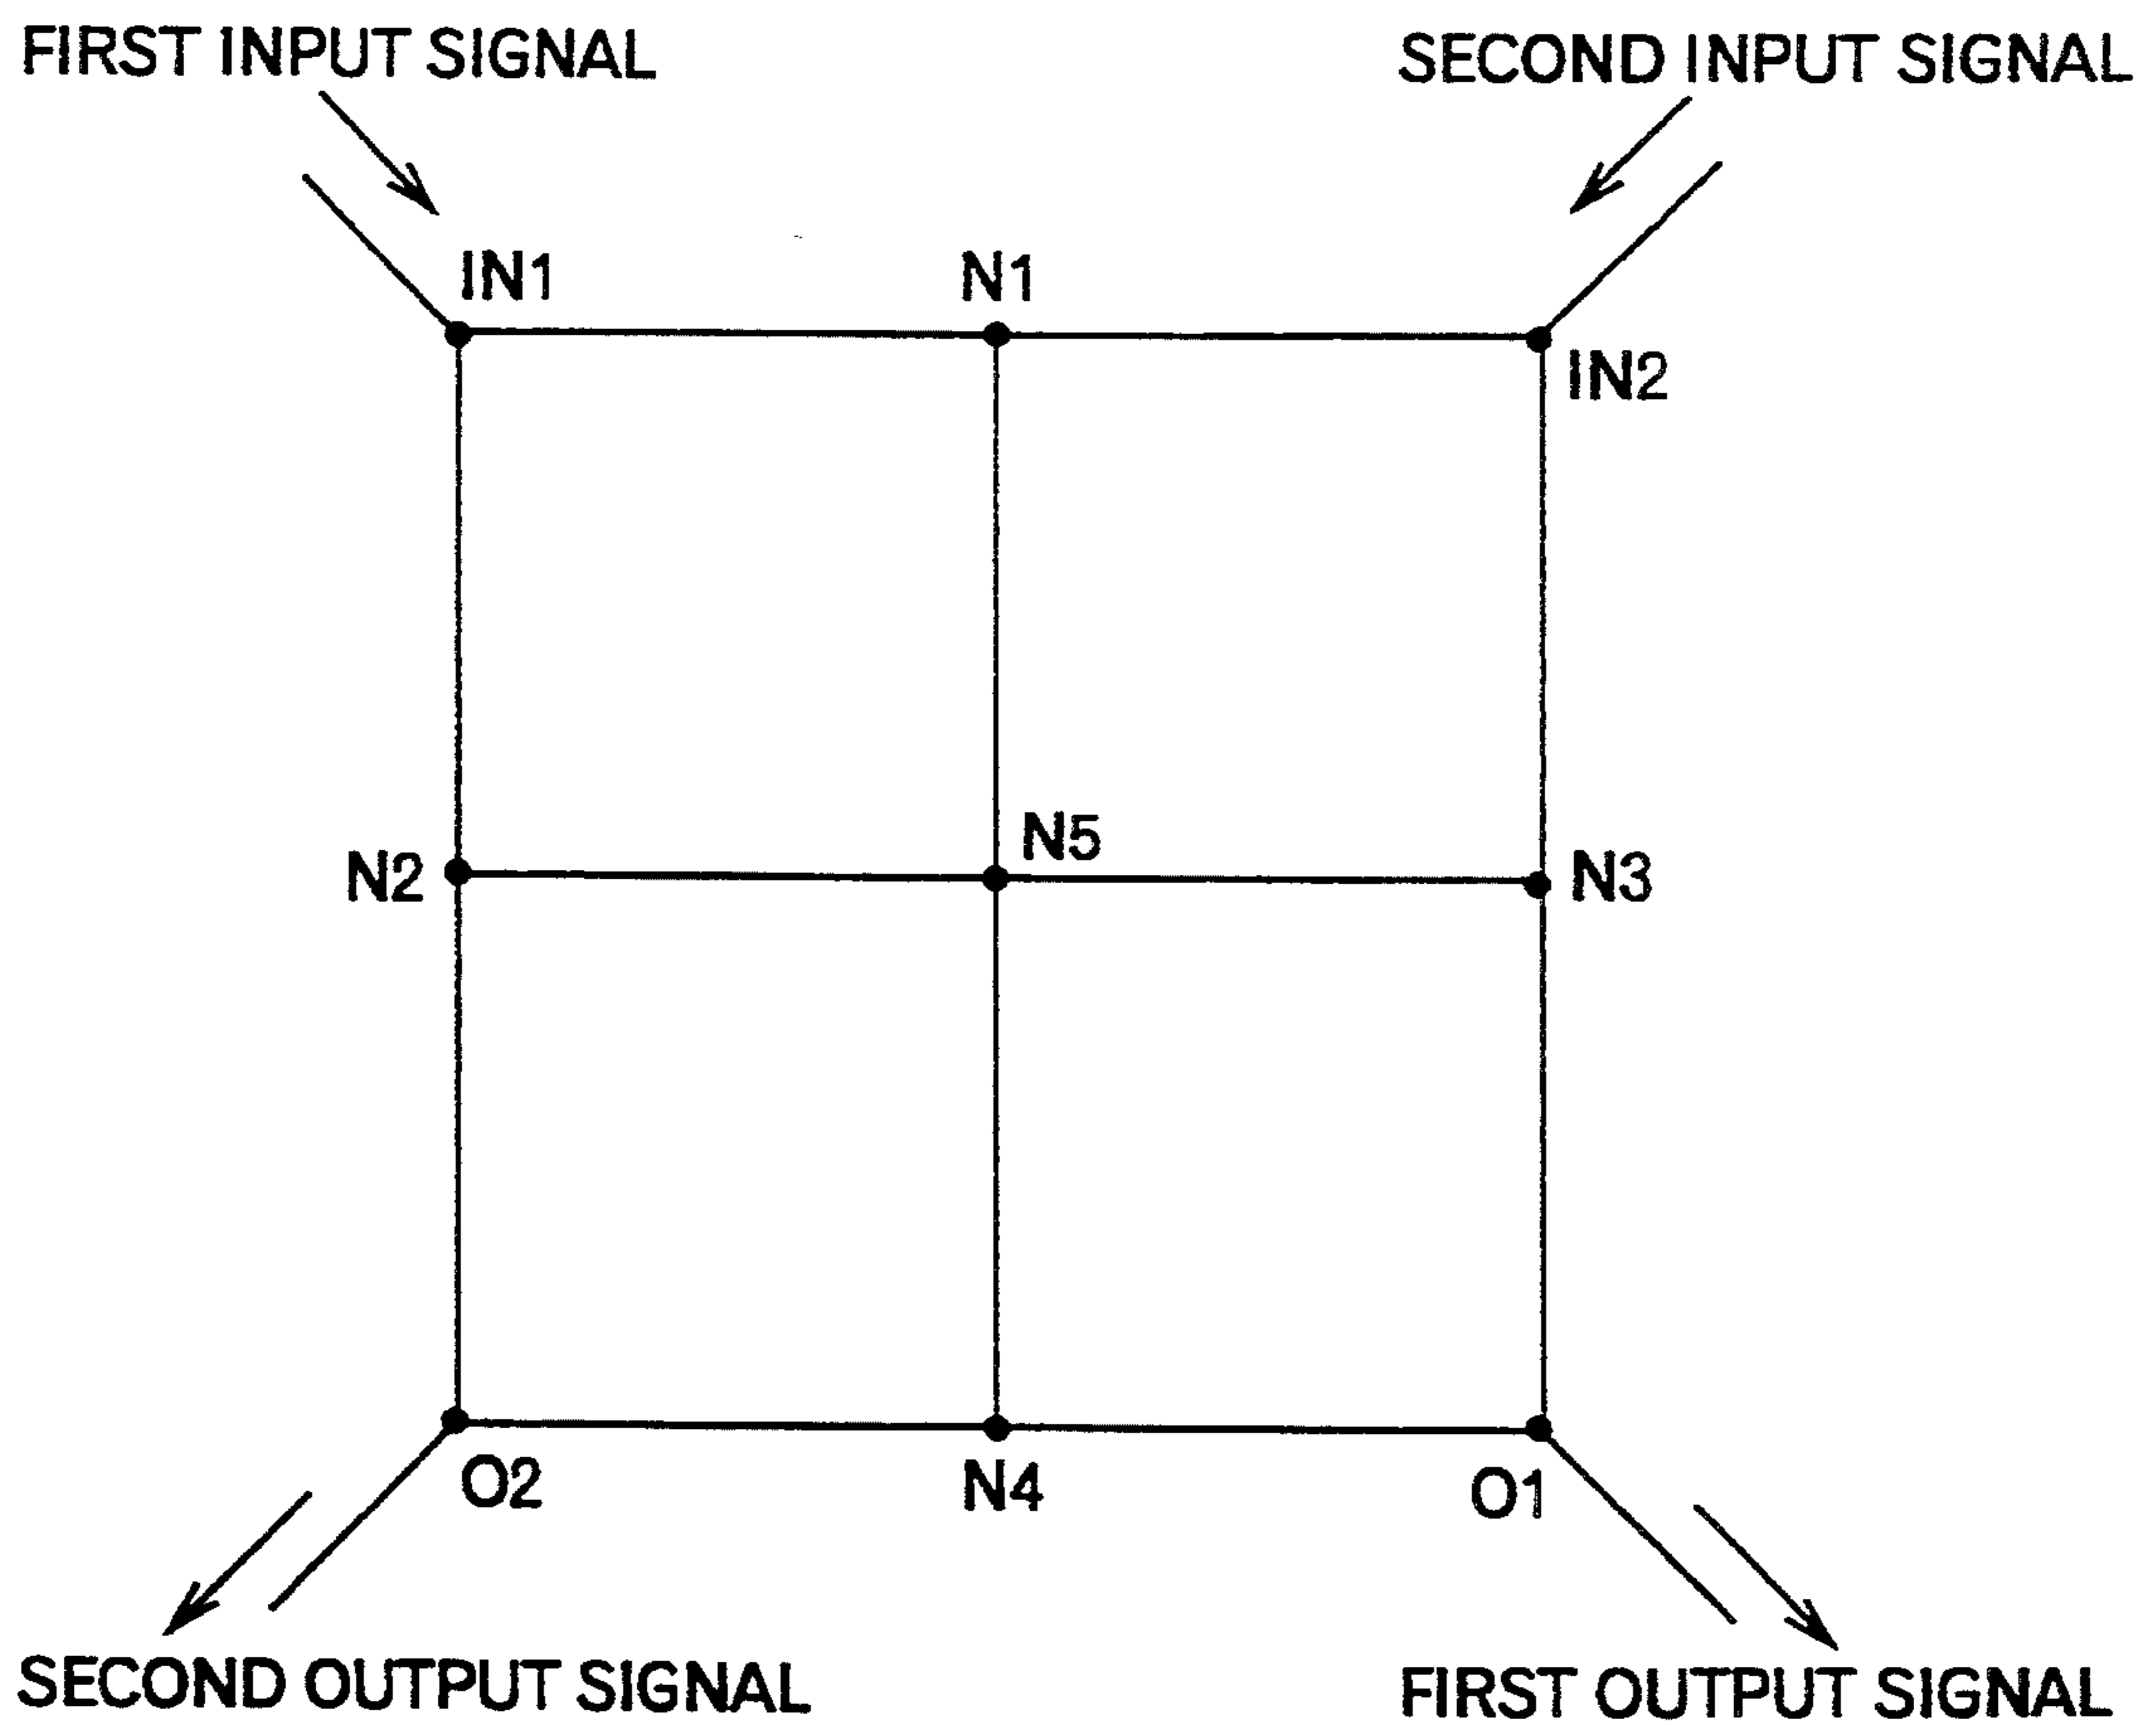 FIRST INPUT SIGNAL
SECOND INPUT SIGNAL
IN1
N1
IN2
N5
N2
N3
O2
N4
O1
SECOND OUTPUT SIGNAL
FIRST OUTPUT SIGNAL